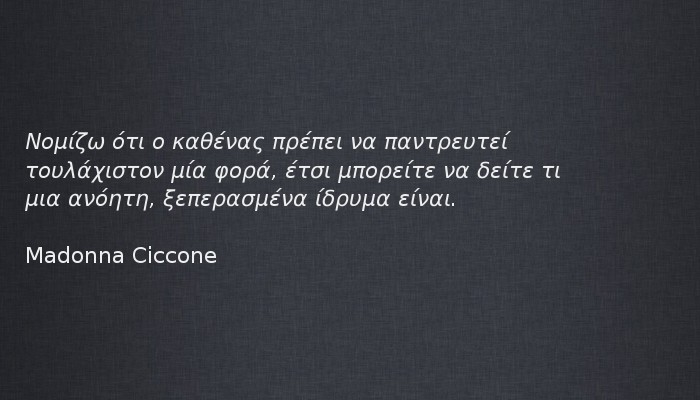 Νομίζω ότι ο καθένας πρέπει να παντρευτεί
τουλάχιστον μία φορά, έτσι μπορείτε να δείτε τι
μια ανόητη, ξεπερασμένα ίδρυμα είναι.
Madonna Ciccone